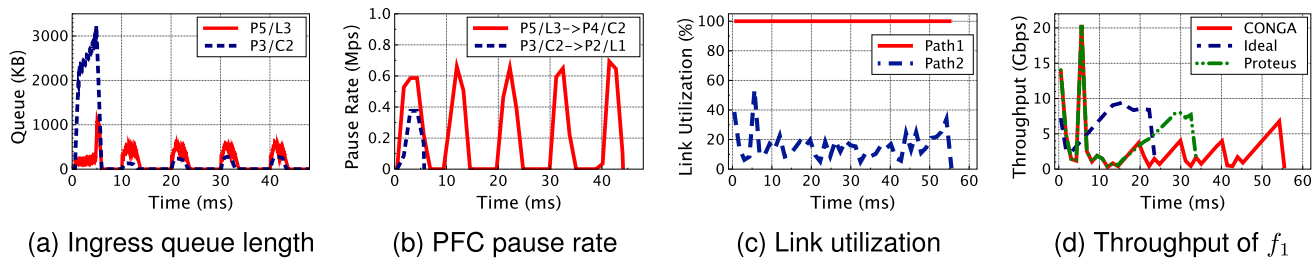 Queue (KB)
3000
2000
1000
0
0 10 20 30 40
Time (ms)
P5/L3
P3/C2
(a) Ingress queue length
Pause Rate (Mps)
1.0
0.8
0.6
0.4
0.2
0.0
0 10 20 30 40
Time (ms)
P5/L3->P4/C2
P3/C2->P2/L1
(b) PFC pause rate
Link Utilization (%)
100
80
60
40
20
0
0 10 20 30 40 50 60
Time (ms)
Path1
Path2
(c) Link utilization
Throughput (Gbps)
20
15
10
5
0
0 10 20 30 40 50 60
Time (ms)
CONGA
Ideal
Proteus
(d) Throughput of f₁